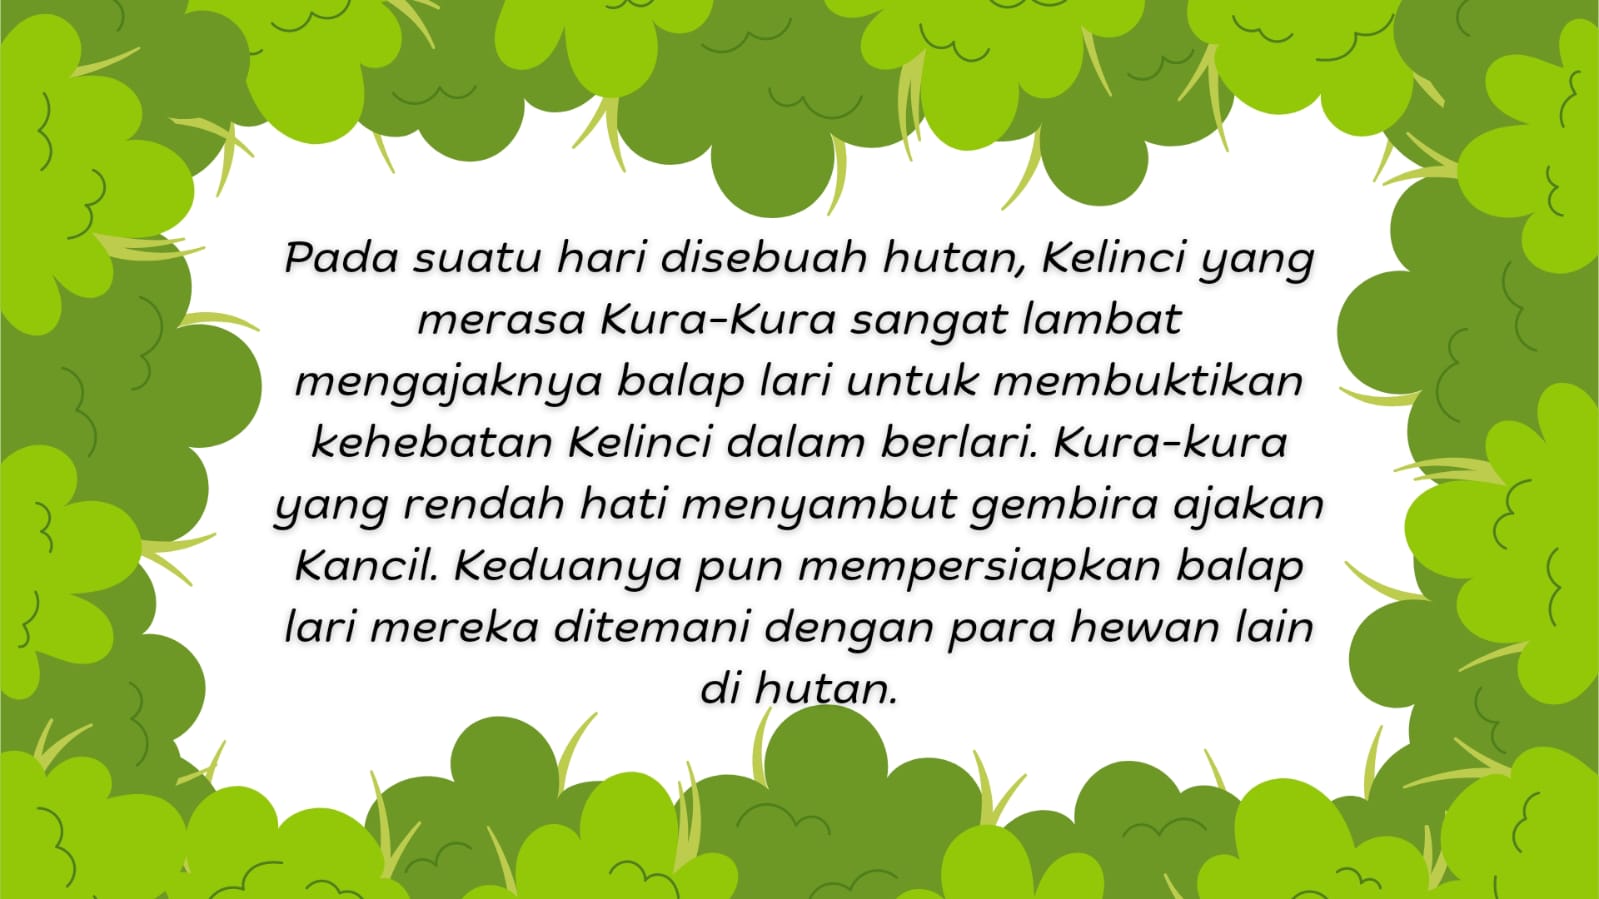 Pada suatu hari disebuah hutan, Kelinci yang
merasa Kura-Kura sangat lambat
mengajaknya balap lari untuk membuktikan
kehebatan Kelinci dalam berlari. Kura-kura
yang rendah hati menyambut gembira ajakan
Kancil. Keduanya pun mempersiapkan balap
lari mereka ditemani dengan para hewan lain
di hutan.